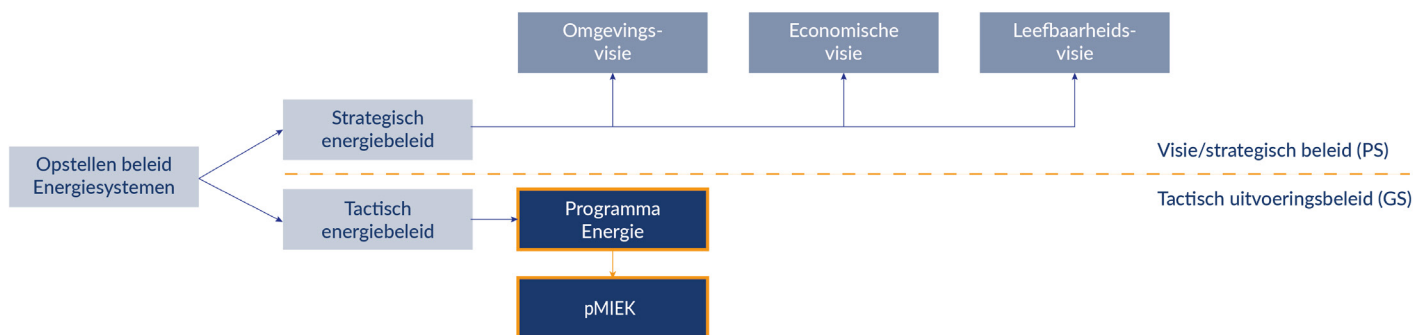 Omgevings-
visie
Economische
visie
Leefbaarheids-
visie
Strategisch
energiebeleid
Visie/strategisch beleid (PS)
Opstellen beleid
Energiesystemen
Tactisch uitvoeringsbeleid (GS)
Tactisch
energiebeleid
Programma
Energie
pMIEK